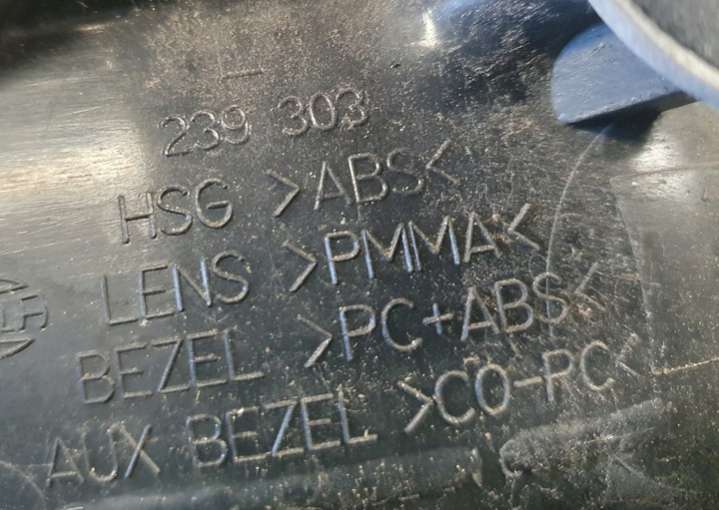 239 303
HSG >ABS<
LENS >PMMA<
BEZEL >PC+ABS<
AUX BEZEL >CO-PC<